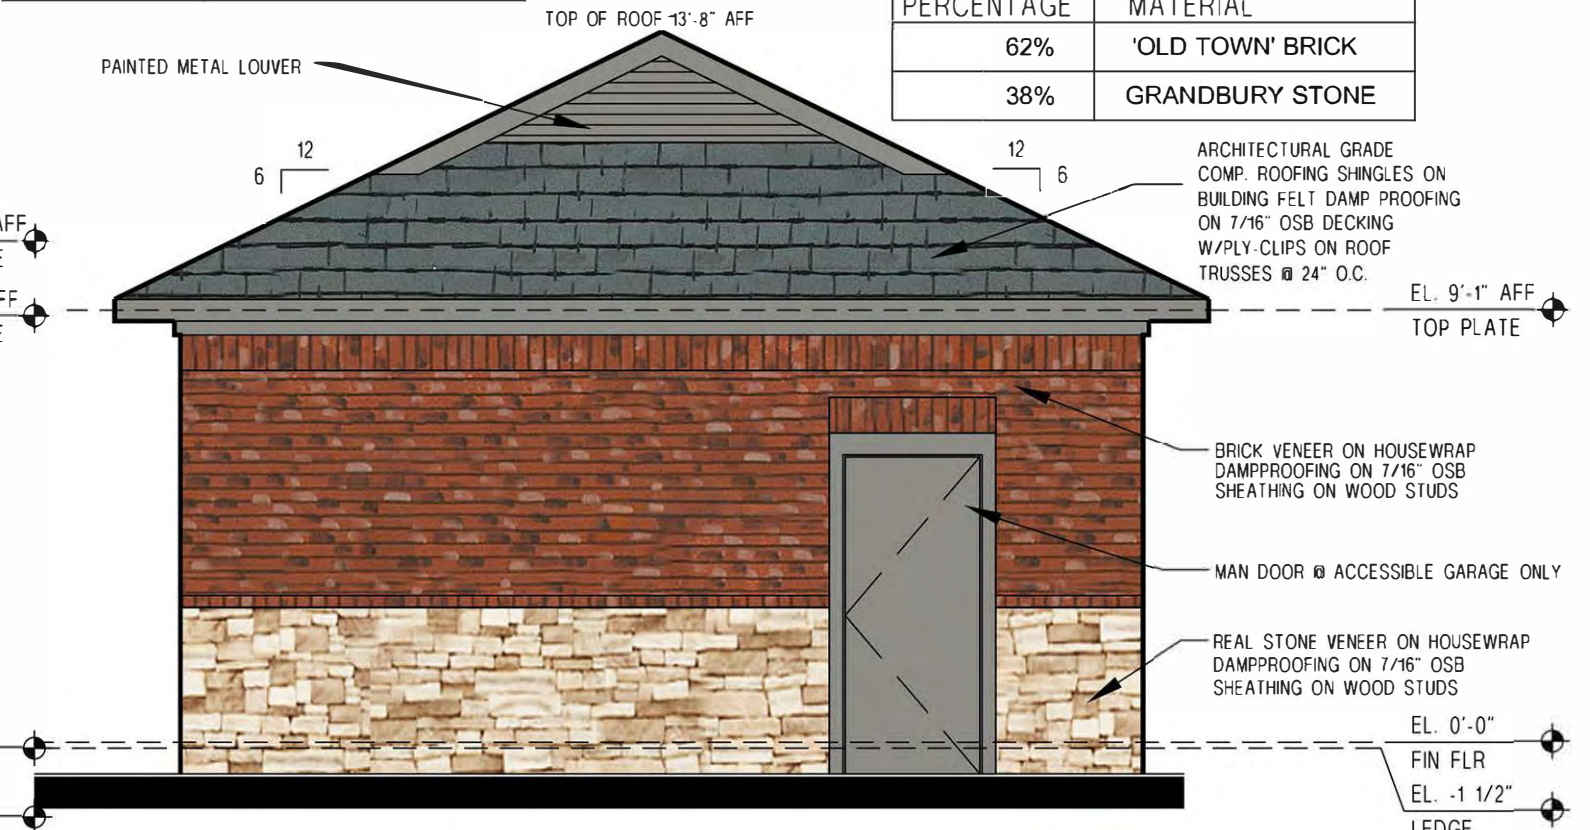 TOP OF ROOF 13'-8" AFF
PERCENTAGE MATERIAL
62% 'OLD TOWN' BRICK
38% GRANDBURY STONE
PAINTED METAL LOUVER
12
6
12
6
ARCHITECTURAL GRADE
COMP. ROOFING SHINGLES ON
BUILDING FELT DAMP PROOFING
ON 7/16" OSB DECKING
W/PLY-CLIPS ON ROOF
TRUSSES @ 24" O.C.
AFF
EL. 9'-1" AFF
TOP PLATE
BRICK VENEER ON HOUSEWRAP
DAMPPROOFING ON 7/16" OSB
SHEATHING ON WOOD STUDS
MAN DOOR @ ACCESSIBLE GARAGE ONLY
REAL STONE VENEER ON HOUSEWRAP
DAMPPROOFING ON 7/16" OSB
SHEATHING ON WOOD STUDS
EL. 0'-0"
FIN FLR
EL. -1 1/2"
LEDGE